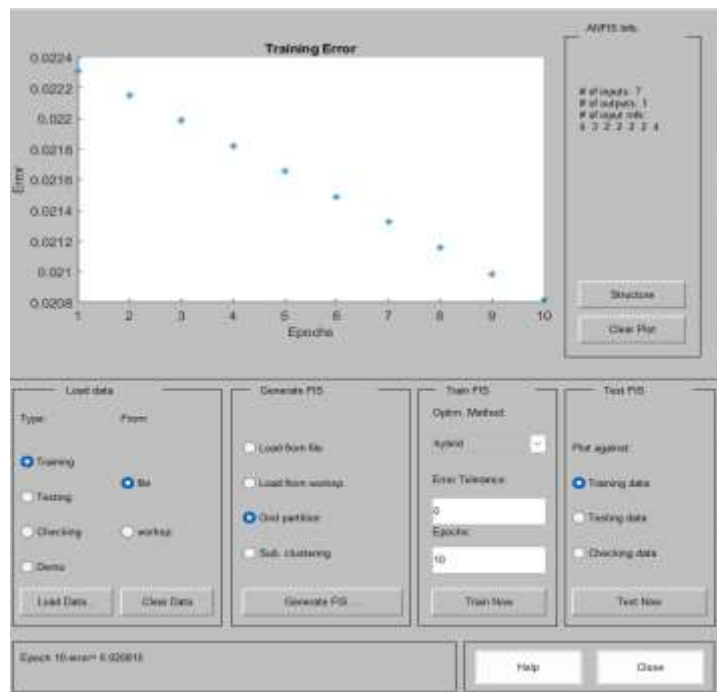 Training Error
0.0224
0.0222
0.022
0.0218
0.0216
0.0214
0.0212
0.021
0.0208
Error
1 2 3 4 5 6 7 8 9 10
Epochs
ANFIS Info.
# of inputs: 7
# of outputs: 1
# of input mfs:
Structure
Clear Plot
Load data
Type:
From:
Training
Testing
Checking
Demo
file
worksp.
Load Data...
Clear Data
Generate FIS
Load from file
Load from worksp.
Grid partition
Sub. clustering
Generate FIS ...
Train FIS
Optim. Method:
hybrid
Error Tolerance:
0
Epochs:
10
Train Now
Test FIS
Plot against:
Training data
Testing data
Checking data
Test Now
Epoch 10:error=
Help
Close